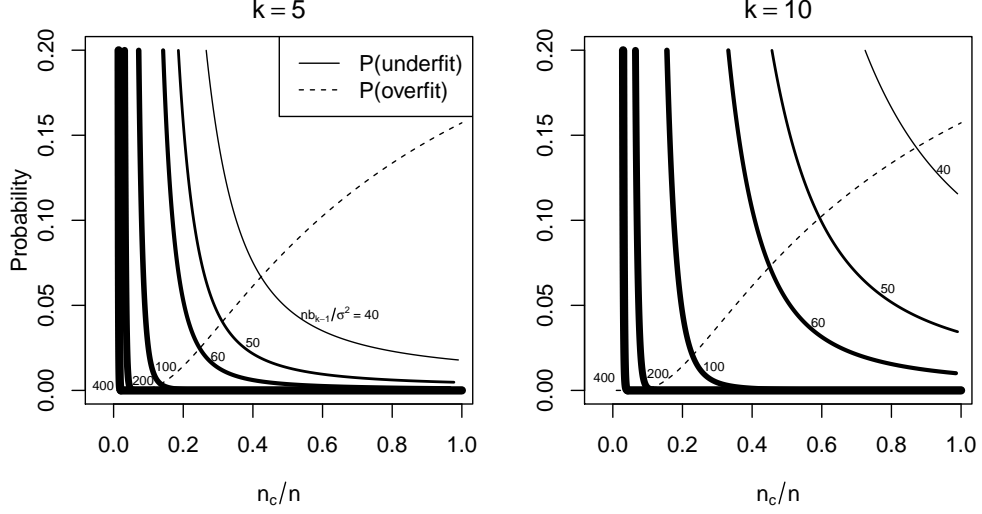 k = 5
P(underfit)
P(overfit)
Probability
0.00 0.05 0.10 0.15 0.20
nb_{k−1}/σ² = 40
50
60
100
200
400
0.0 0.2 0.4 0.6 0.8 1.0
n_c/n
k = 10
0.00 0.05 0.10 0.15 0.20
40
50
60
100
200
400
0.0 0.2 0.4 0.6 0.8 1.0
n_c/n